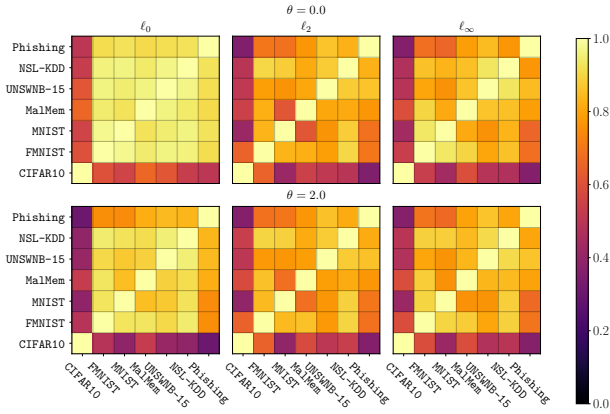 θ = 0.0
ℓ0 ℓ2 ℓ∞
Phishing
NSL-KDD
UNSWNB-15
MalMem
MNIST
FMNIST
CIFAR10
θ = 2.0
Phishing
NSL-KDD
UNSWNB-15
MalMem
MNIST
FMNIST
CIFAR10
CIFAR10 FMNIST MNIST MalMem UNSWNB-15 NSL-KDD Phishing
CIFAR10 FMNIST MNIST MalMem UNSWNB-15 NSL-KDD Phishing
CIFAR10 FMNIST MNIST MalMem UNSWNB-15 NSL-KDD Phishing
1.0
0.8
0.6
0.4
0.2
0.0